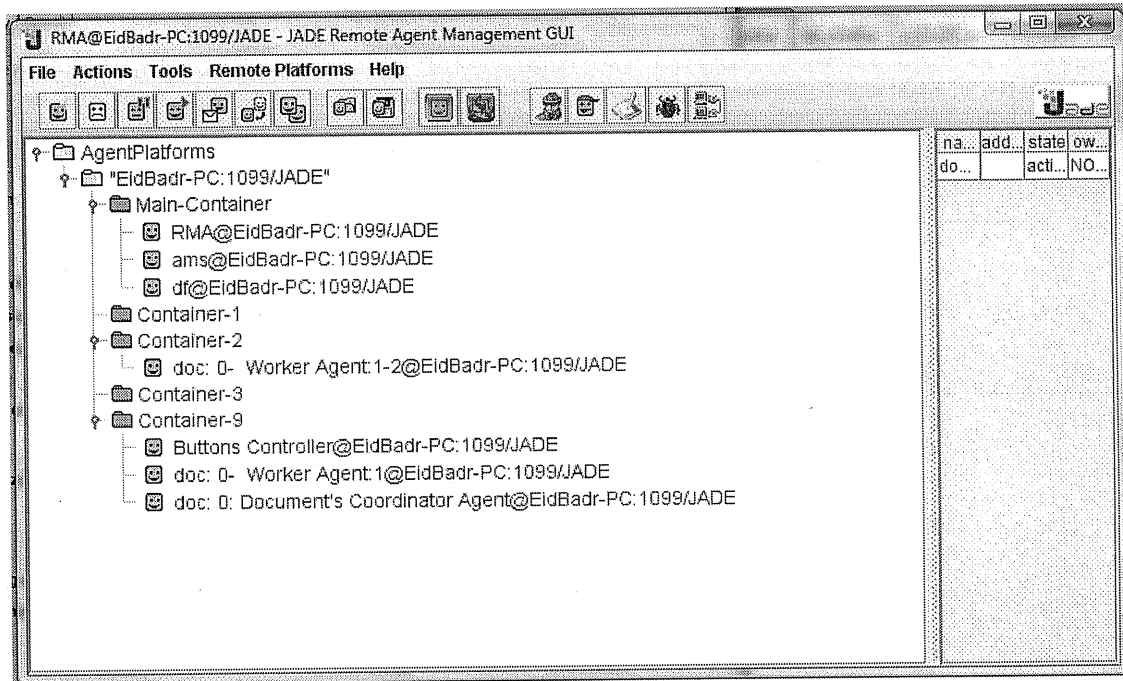 RMA@EidBadr-PC:1099/JADE - JADE Remote Agent Management GUI
File Actions Tools Remote Platforms Help
Jade
AgentPlatforms
"EidBadr-PC:1099/JADE"
Main-Container
RMA@EidBadr-PC:1099/JADE
ams@EidBadr-PC:1099/JADE
df@EidBadr-PC:1099/JADE
Container-1
Container-2
doc: 0- Worker Agent:1-2@EidBadr-PC:1099/JADE
Container-3
Container-9
Buttons Controller@EidBadr-PC:1099/JADE
doc: 0- Worker Agent:1@EidBadr-PC:1099/JADE
doc: 0: Document's Coordinator Agent@EidBadr-PC:1099/JADE
na... add... state ow...
do... acti... NO...